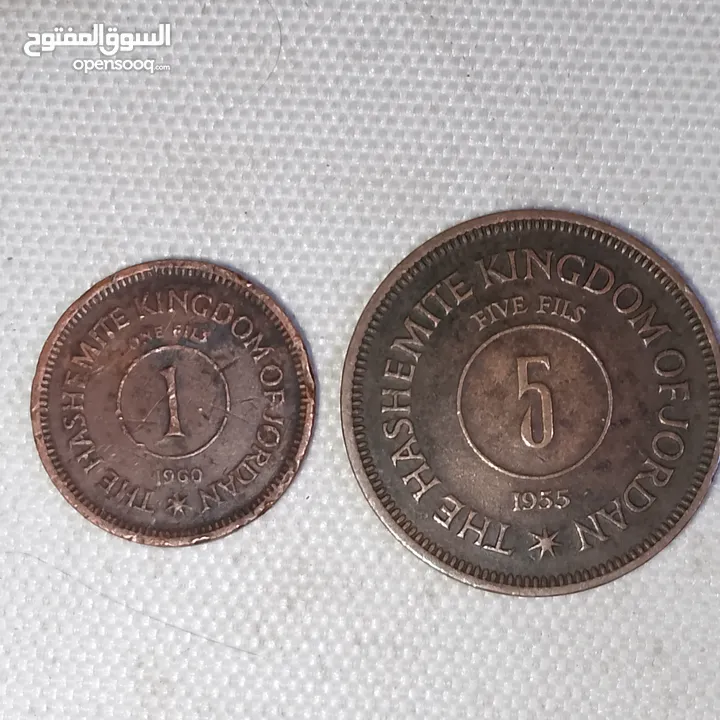 السوق المفتوح
opensooq.com
THE HASHEMITE KINGDOM OF JORDAN
ONE FILS
1
1960
THE HASHEMITE KINGDOM OF JORDAN
FIVE FILS
5
1955